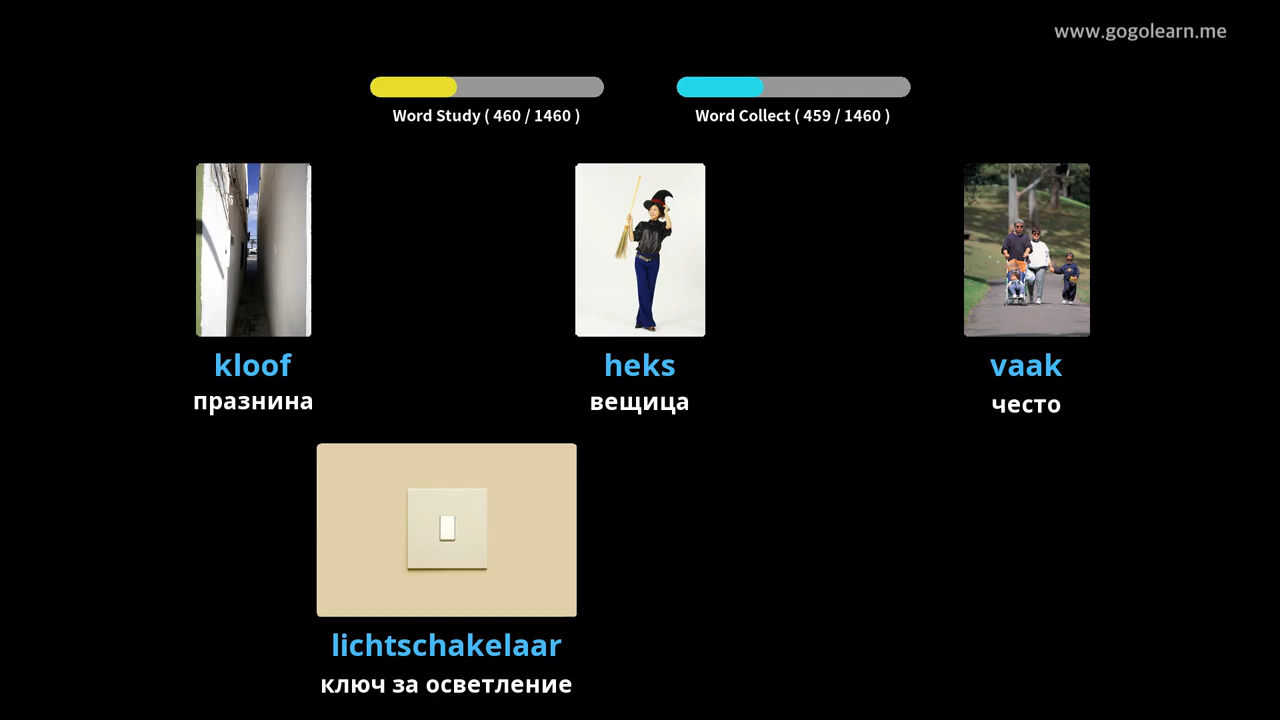 www.gogolearn.me
Word Study ( 460 / 1460 )
Word Collect ( 459 / 1460 )
kloof
празнина
heks
вещица
vaak
често
lichtschakelaar
ключ за осветление